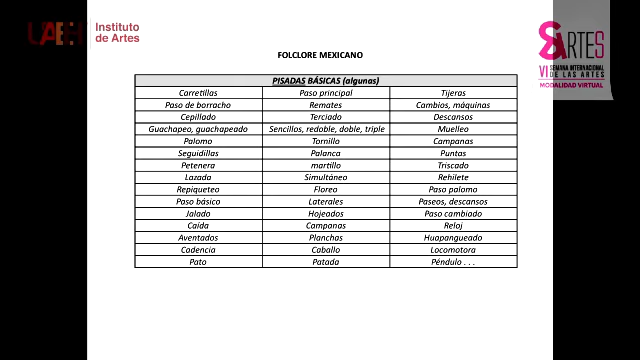 UAEH Instituto
de Artes
SARTES
VI SEMANA INTERNACIONAL
DE LAS ARTES
MODALIDAD VIRTUAL
FOLCLORE MEXICANO
PISADAS BÁSICAS (algunas)
Carretillas Paso principal Tijeras
Paso de borracho Remates Cambios, máquinas
Cepillado Terciado Descansos
Guachapeo, guachapeado Sencillos, redoble, doble, triple Muelleo
Palomo Tornillo Campanas
Seguidillas Palanca Puntas
Petenera martillo Triscado
Lazada Simultáneo Rehilete
Repiqueteo Floreo Paso palomo
Paso básico Laterales Paseos, descansos
Jalado Hojeados Paso cambiado
Caída Campanas Reloj
Aventados Planchas Huapangueado
Cadencia Caballo Locomotora
Pato Patada Péndulo . . .